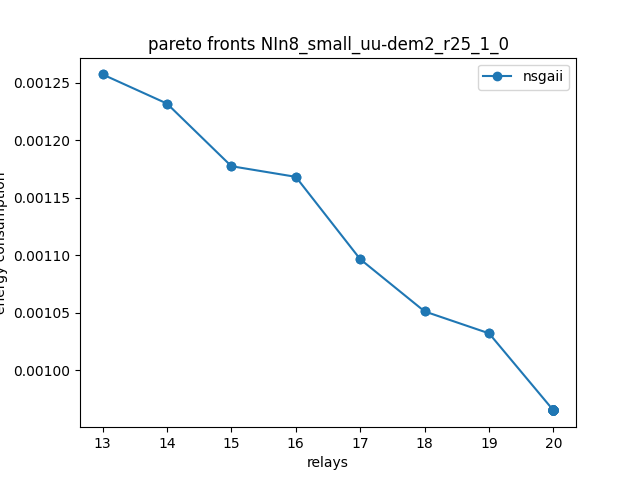 pareto fronts NIn8_small_uu-dem2_r25_1_0
nsgaii
0.00125
0.00120
0.00115
0.00110
0.00105
0.00100
energy consumption
13 14 15 16 17 18 19 20
relays